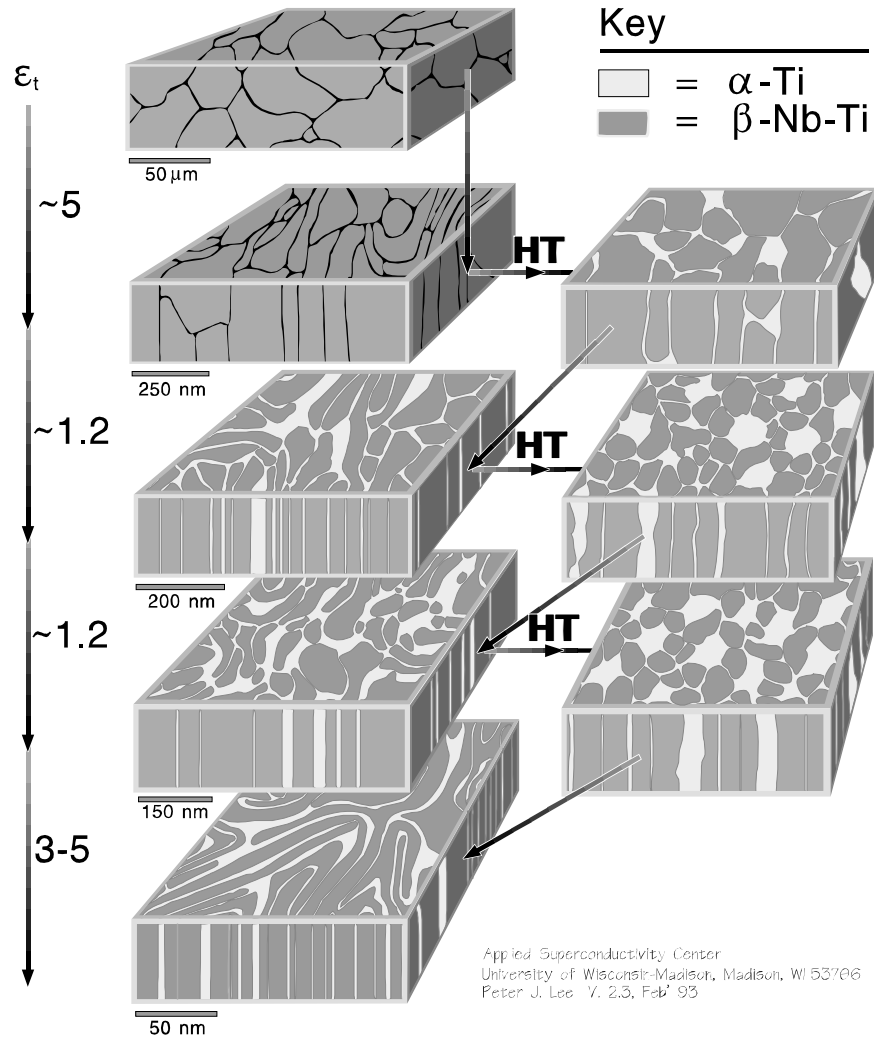 Key
= α-Ti
= β-Nb-Ti
εt
50 μm
~5
HT
250 nm
~1.2
HT
200 nm
~1.2
HT
150 nm
3-5
50 nm
Applied Superconductivity Center
University of Wisconsin-Madison, Madison, WI 53706
Peter J. Lee V. 2.3, Feb' 93